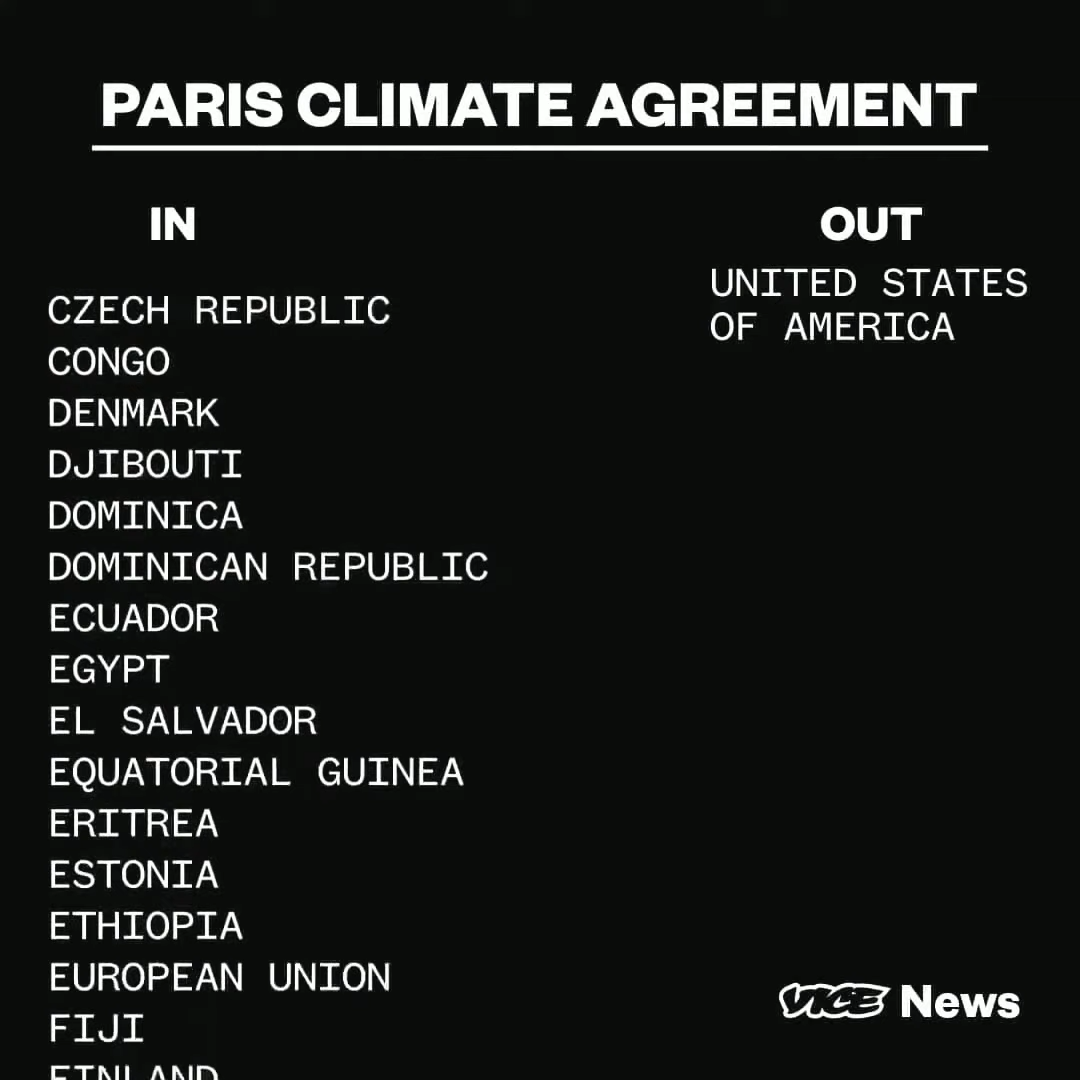 PARIS CLIMATE AGREEMENT
IN
OUT
CZECH REPUBLIC
CONGO
DENMARK
DJIBOUTI
DOMINICA
DOMINICAN REPUBLIC
ECUADOR
EGYPT
EL SALVADOR
EQUATORIAL GUINEA
ERITREA
ESTONIA
ETHIOPIA
EUROPEAN UNION
FIJI
FINLAND
UNITED STATES
OF AMERICA
VICE News